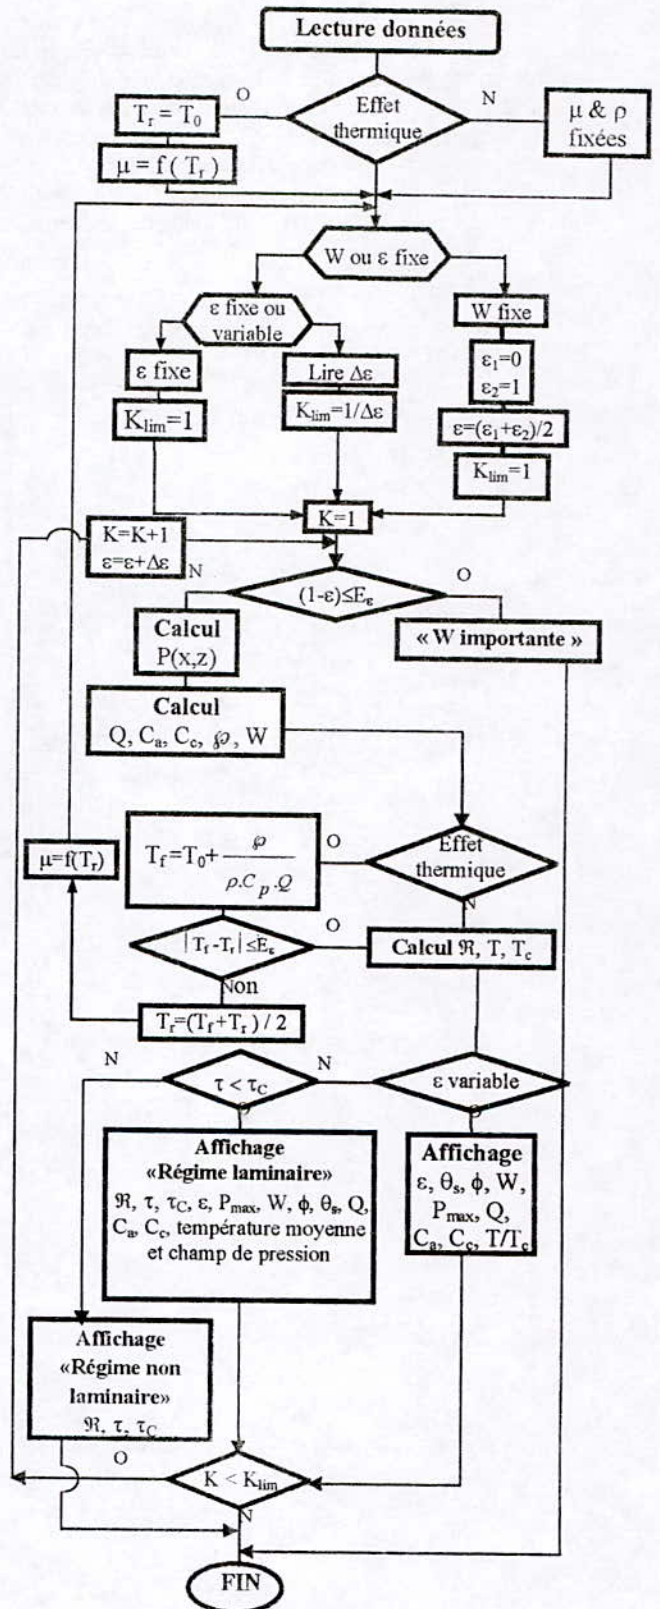 Lecture données
O
Effet
thermique
N
T_r = T_0
μ = f ( T_r )
μ & ρ
fixées
W ou ε fixe
ε fixe ou
variable
W fixe
ε fixe
Lire Δε
ε_1=0
ε_2=1
K_lim=1
K_lim=1/Δε
ε=(ε_1+ε_2)/2
K_lim=1
K=1
K=K+1
ε=ε+Δε
N
(1-ε)≤E_ε
O
Calcul
P(x,z)
« W importante »
Calcul
Q, C_a, C_c, ℘, W
μ=f(T_r)
T_f=T_0+ ℘ / ρ.C_p.Q
O
Effet
thermique
N
|T_f-T_r| ≤E_ε
O
Calcul ℜ, T, T_c
Non
T_r=(T_f+T_r) / 2
N
τ < τ_C
N
ε variable
O
O
Affichage
«Régime laminaire»
ℜ, τ, τ_C, ε, P_max, W, ϕ, θ_s, Q,
C_a, C_c, température moyenne
et champ de pression
Affichage
ε, θ_s, ϕ, W,
P_max, Q,
C_a, C_c, T/T_c
Affichage
«Régime non
laminaire»
ℜ, τ, τ_C
O
K < K_lim
N
FIN